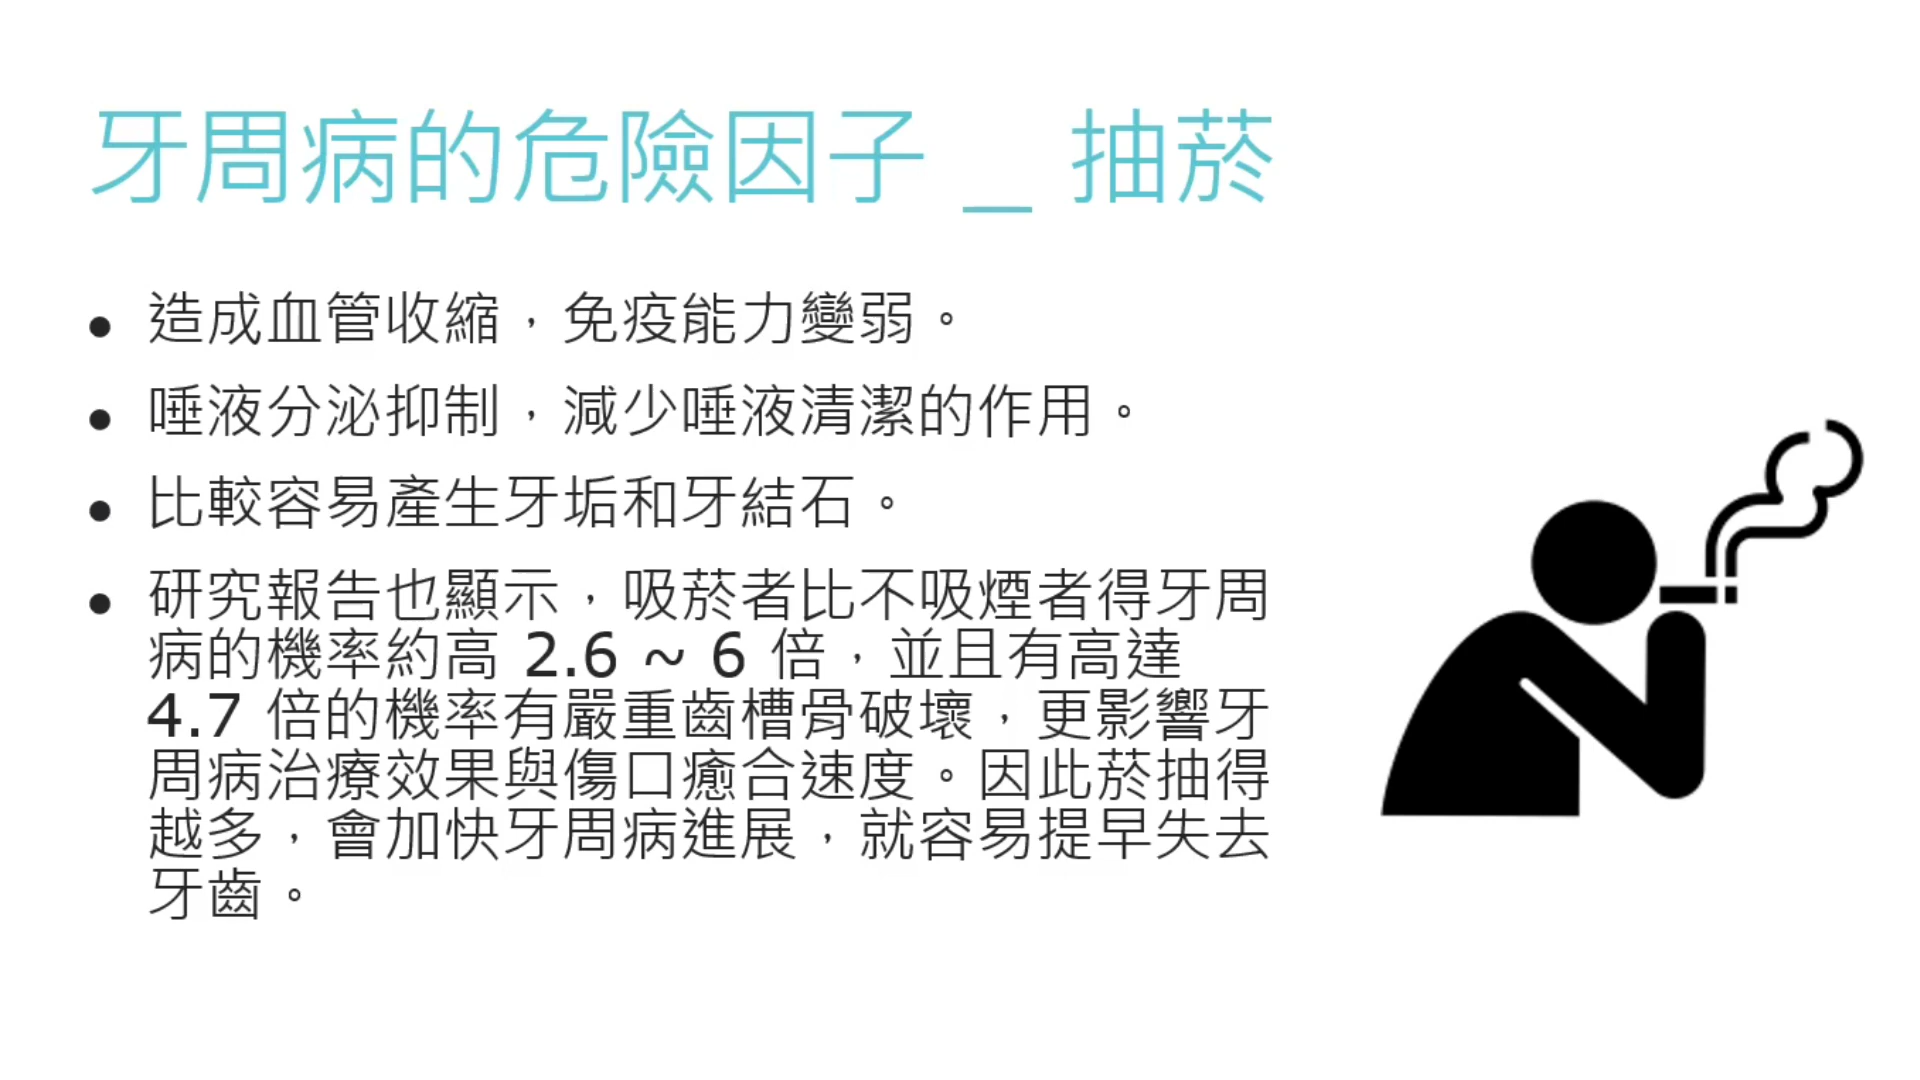 牙周病的危險因子 _ 抽菸
● 造成血管收縮，免疫能力變弱。
● 唾液分泌抑制，減少唾液清潔的作用。
● 比較容易產生牙垢和牙結石。
● 研究報告也顯示，吸菸者比不吸煙者得牙周
病的機率約高 2.6 ~ 6 倍，並且有高達
4.7 倍的機率有嚴重齒槽骨破壞，更影響牙
周病治療效果與傷口癒合速度。因此菸抽得
越多，會加快牙周病進展，就容易提早失去
牙齒。